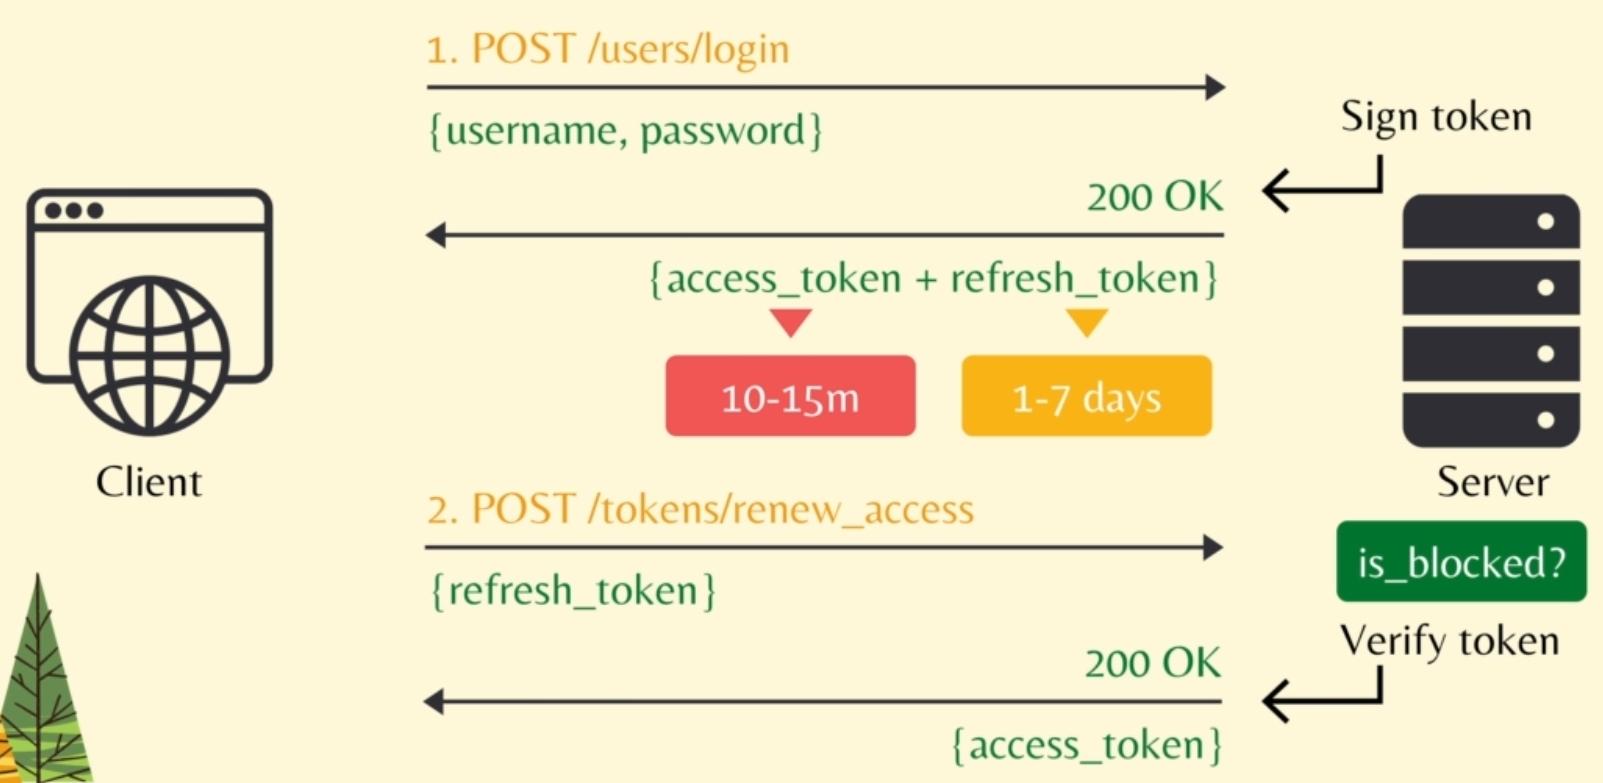 1. POST /users/login
{username, password}
Sign token
200 OK
{access_token + refresh_token}
10-15m
1-7 days
Client
Server
2. POST /tokens/renew_access
{refresh_token}
is_blocked?
Verify token
200 OK
{access_token}